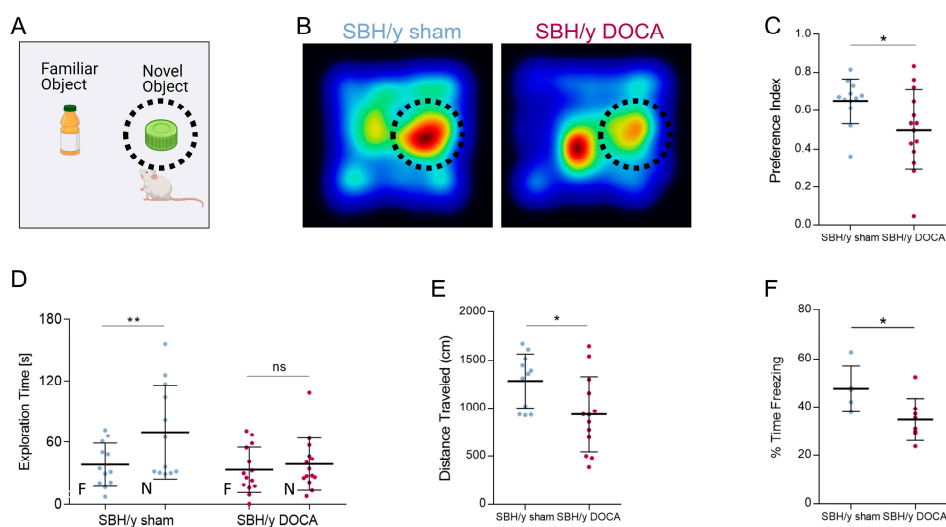 A
Familiar
Object
Novel
Object
B
SBH/y sham
SBH/y DOCA
C
*
Preference Index
1.0
0.8
0.6
0.4
0.2
0.0
SBH/y sham
SBH/y DOCA
D
Exploration Time [s]
180
120
60
0
**
ns
F
N
F
N
SBH/y sham
SBH/y DOCA
E
Distance Traveled (cm)
2000
1500
1000
500
0
*
SBH/y sham
SBH/y DOCA
F
% Time Freezing
80
60
40
20
0
*
SBH/y sham
SBH/y DOCA